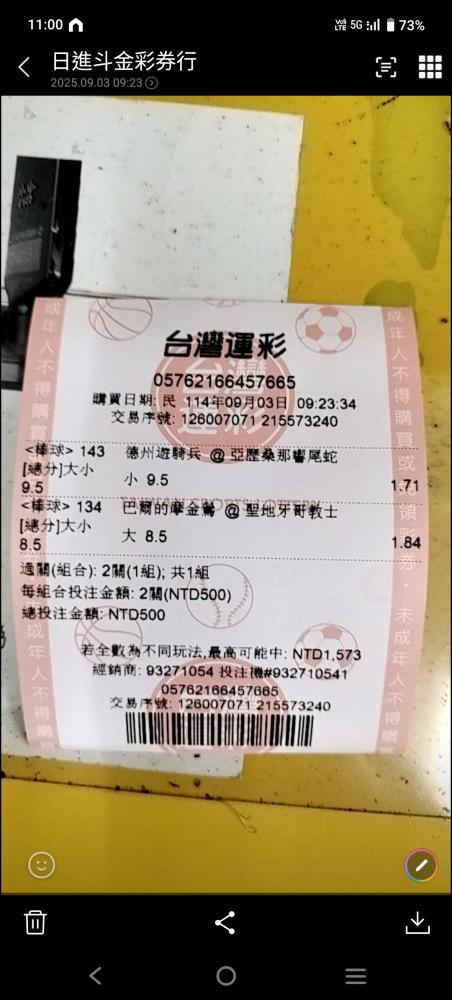 11:00
Vo) LTE 5G 73%
日進斗金彩券行
2025.09.03 09:23
台灣運彩
05762166457665
購買日期: 民 114年09月03日 09:23:34
交易序號: 126007071 215573240
<棒球> 143 德州遊騎兵 @ 亞歷桑那響尾蛇
[總分]大小 小 9.5
9.5 1.71
<棒球> 134 巴爾的摩金鶯 @ 聖地牙哥教士
[總分]大小 大 8.5
8.5 1.84
過關(組合): 2關(1組); 共1組
每組合投注金額: 2關(NTD500)
總投注金額: NTD500
若全數為不同玩法,最高可能中: NTD1,573
經銷商: 93271054 投注機#932710541
05762166457665
交易序號: 126007071 215573240
成年人不得購買
未成年人不得購